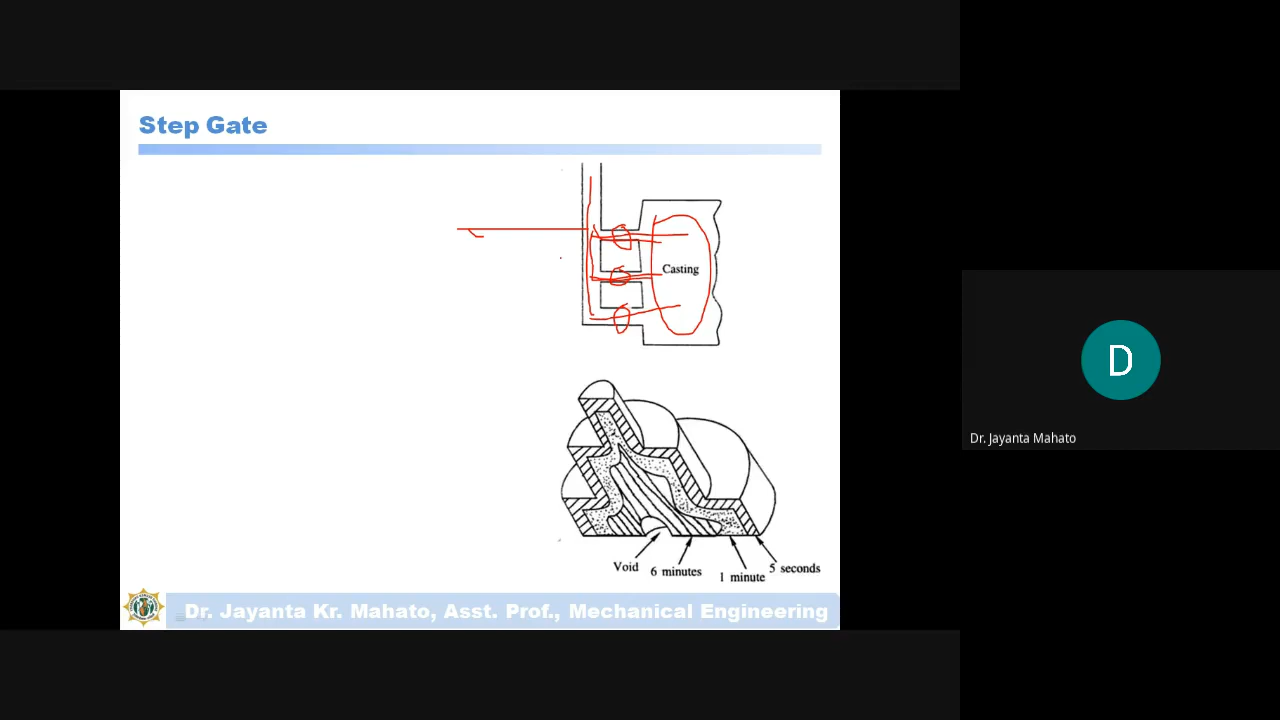 Step Gate
Casting
Void
6 minutes
1 minute
5 seconds
Dr. Jayanta Kr. Mahato, Asst. Prof., Mechanical Engineering
D
Dr. Jayanta Mahato